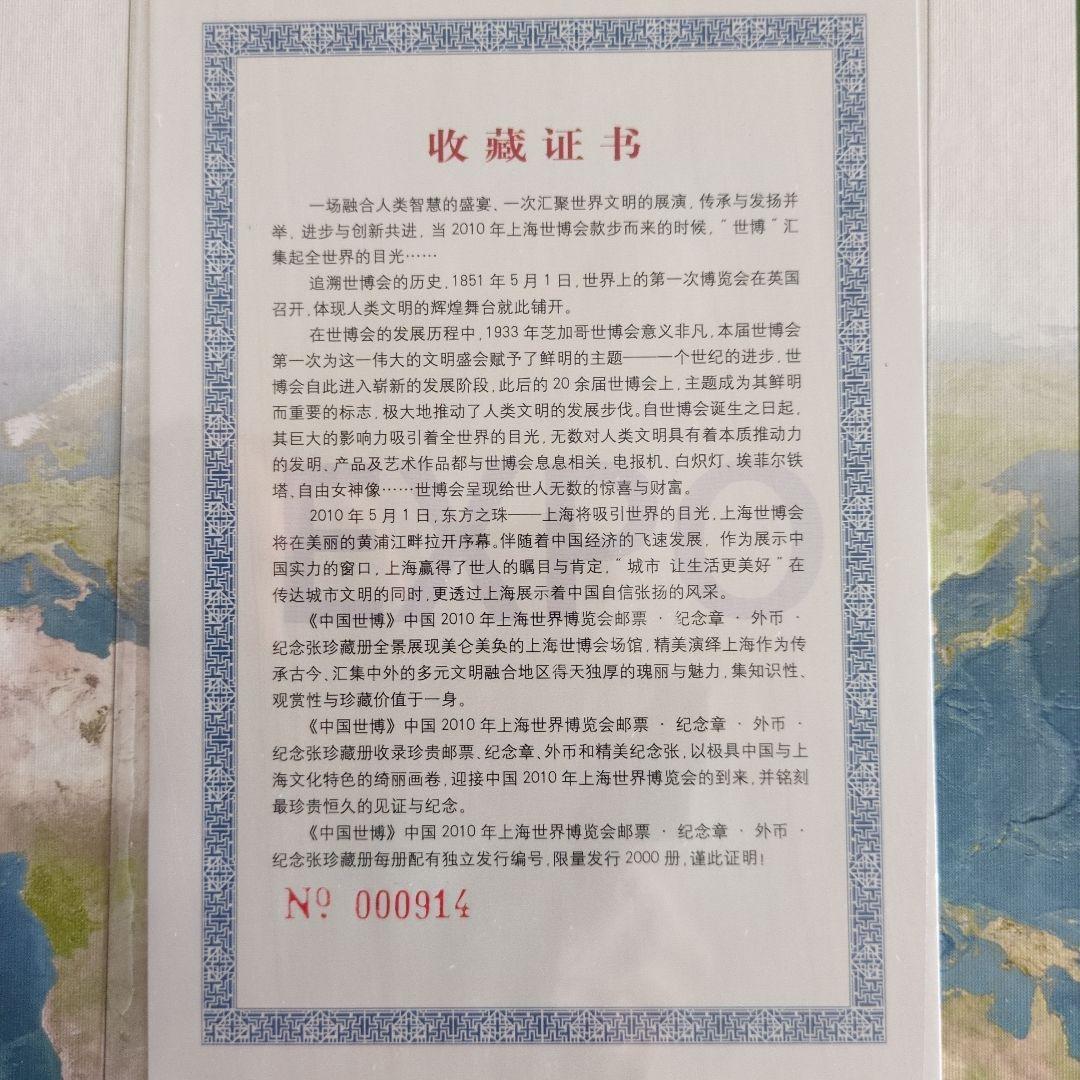 收藏证书
一场融合人类智慧的盛宴、一次汇聚世界文明的展演，传承与发扬并
举，进步与创新共进，当 2010 年上海世博会款步而来的时候，“世博”汇
集起全世界的目光……
追溯世博会的历史，1851 年 5 月 1 日，世界上的第一次博览会在英国
召开，体现人类文明的辉煌舞台就此铺开。
在世博会的发展历程中，1933 年芝加哥世博会意义非凡，本届世博会
第一次为这一伟大的文明盛会赋予了鲜明的主题——一个世纪的进步，世
博会自此进入崭新的发展阶段，此后的 20 余届世博会上，主题成为其鲜明
而重要的标志，极大地推动了人类文明的发展步伐。自世博会诞生之日起，
其巨大的影响力吸引着全世界的目光，无数对人类文明具有着本质推动力
的发明、产品及艺术作品都与世博会息息相关，电报机、白炽灯、埃菲尔铁
塔、自由女神像……世博会呈现给世人无数的惊喜与财富。
2010 年 5 月 1 日，东方之珠——上海将吸引世界的目光，上海世博会
将在美丽的黄浦江畔拉开序幕。伴随着中国经济的飞速发展，作为展示中
国实力的窗口，上海赢得了世人的瞩目与肯定，“城市 让生活更美好”在
传达城市文明的同时，更透过上海展示着中国自信张扬的风采。
《中国世博》中国 2010 年上海世界博览会邮票 · 纪念章 · 外币 ·
纪念张珍藏册全景展现美仑美奂的上海世博会场馆，精美演绎上海作为传
承古今、汇集中外的多元文明融合地区得天独厚的瑰丽与魅力，集知识性、
观赏性与珍藏价值于一身。
《中国世博》中国 2010 年上海世界博览会邮票 · 纪念章 · 外币 ·
纪念张珍藏册收录珍贵邮票、纪念章、外币和精美纪念张，以极具中国与上
海文化特色的绮丽画卷，迎接中国 2010 年上海世界博览会的到来，并铭刻
最珍贵恒久的见证与纪念。
《中国世博》中国 2010 年上海世界博览会邮票 · 纪念章 · 外币 ·
纪念张珍藏册每册配有独立发行编号，限量发行 2000 册，谨此证明！
Nº 000914
EXPO